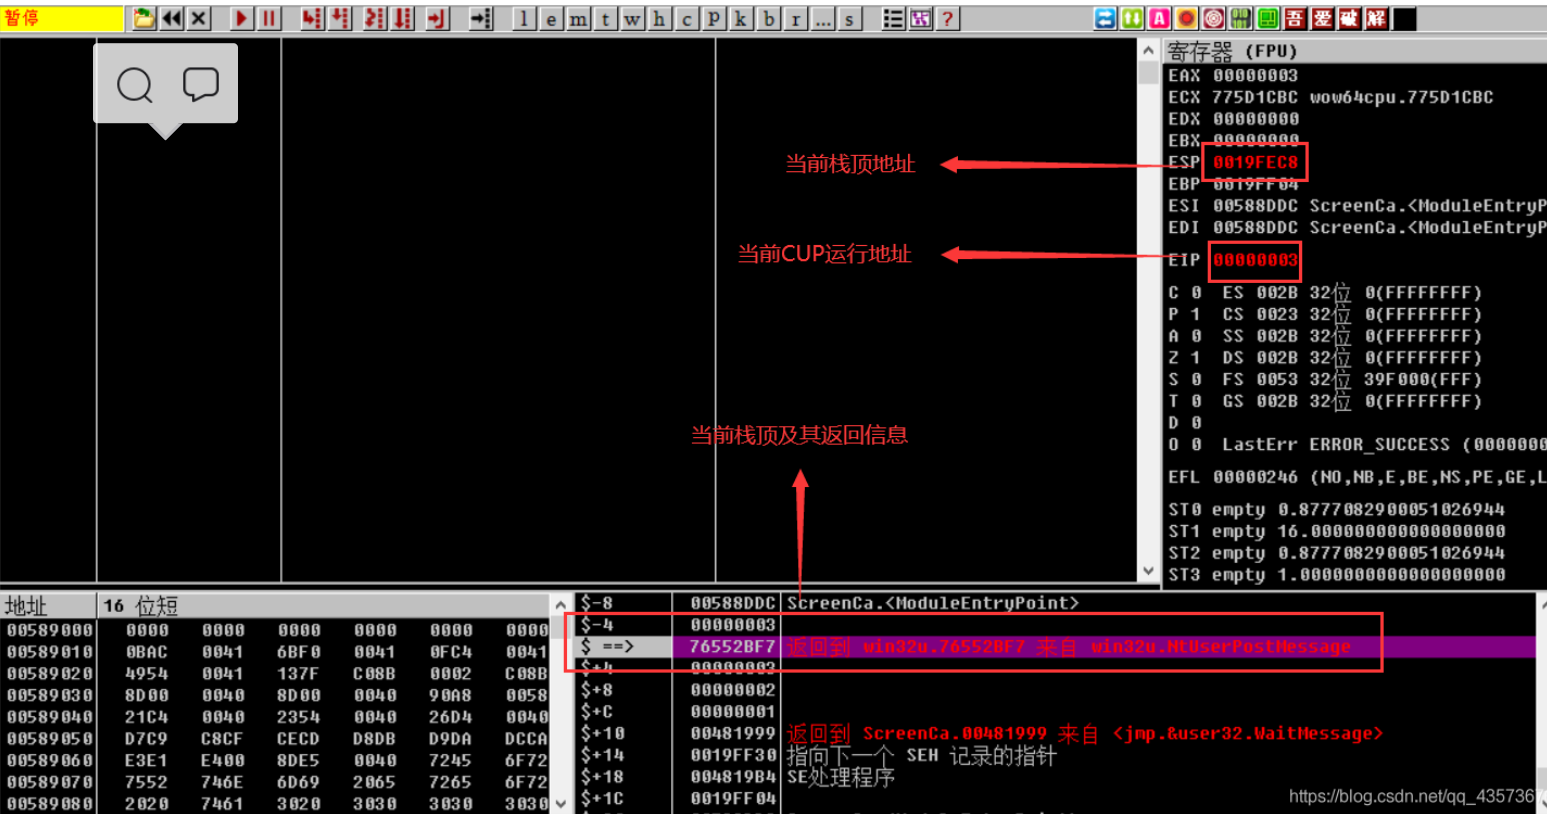 暂停
l e m t w h c p k b r ... s
?
A
吾 爱 破 解
寄存器 (FPU)
EAX 00000003
ECX 775D1CBC wow64cpu.775D1CBC
EDX 00000000
EBX 00000000
当前栈顶地址
ESP 0019FEC8
EBP 0019FF04
ESI 00588DDC ScreenCa.<ModuleEntryP
EDI 00588DDC ScreenCa.<ModuleEntryP
当前CUP运行地址
EIP 00000003
C 0 ES 002B 32位 0(FFFFFFFF)
P 1 CS 0023 32位 0(FFFFFFFF)
A 0 SS 002B 32位 0(FFFFFFFF)
Z 1 DS 002B 32位 0(FFFFFFFF)
S 0 FS 0053 32位 39F000(FFF)
T 0 GS 002B 32位 0(FFFFFFFF)
D 0
当前栈顶及其返回信息
O 0 LastErr ERROR_SUCCESS (0000000
EFL 00000246 (NO,NB,E,BE,NS,PE,GE,L
ST0 empty 0.8777082900051026944
ST1 empty 16.000000000000000000
ST2 empty 0.8777082900051026944
ST3 empty 1.0000000000000000000
地址 16 位短
00589000 0000 0000 0000 0000 0000 0000
00589010 0BAC 0041 6BF0 0041 0FC4 0041
00589020 4954 0041 137F C08B 0002 C08B
00589030 8D00 0040 8D00 0040 90A8 0058
00589040 21C4 0040 2354 0040 26D4 0040
00589050 D7C9 C8CF CECD D8DB D9DA DCCA
00589060 E3E1 E400 8DE5 0040 7245 6F72
00589070 7552 746E 6D69 2065 7265 6F72
00589080 2020 7461 3020 3030 3030 3030
$-8 00588DDC ScreenCa.<ModuleEntryPoint>
$-4 00000003
$ ==> 76552BF7 返回到 win32u.76552BF7 来自 win32u.NtUserPostMessage
$+4 00000003
$+8 00000002
$+C 00000001
$+10 00481999 返回到 ScreenCa.00481999 来自 <jmp.&user32.WaitMessage>
$+14 0019FF30 指向下一个 SEH 记录的指针
$+18 004819B4 SE处理程序
$+1C 0019FF04
https://blog.csdn.net/qq_4357367